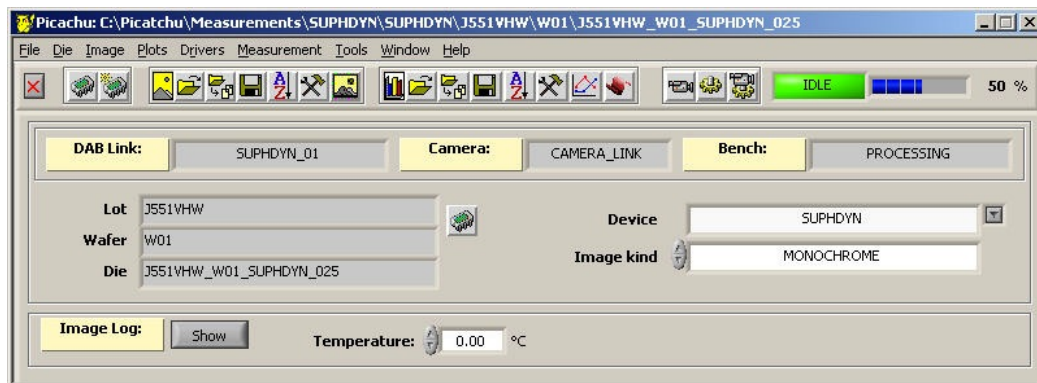 Picachu: C:\Picatchu\Measurements\SUPHDYN\SUPHDYN\J551VHW\W01\J551VHW_W01_SUPHDYN_025
File Die Image Plots Drivers Measurement Tools Window Help
IDLE 50 %
DAB Link: SUPHDYN_01 Camera: CAMERA_LINK Bench: PROCESSING
Lot J551VHW
Device SUPHDYN
Wafer W01
Image kind MONOCHROME
Die J551VHW_W01_SUPHDYN_025
Image Log: Show Temperature: 0.00 °C